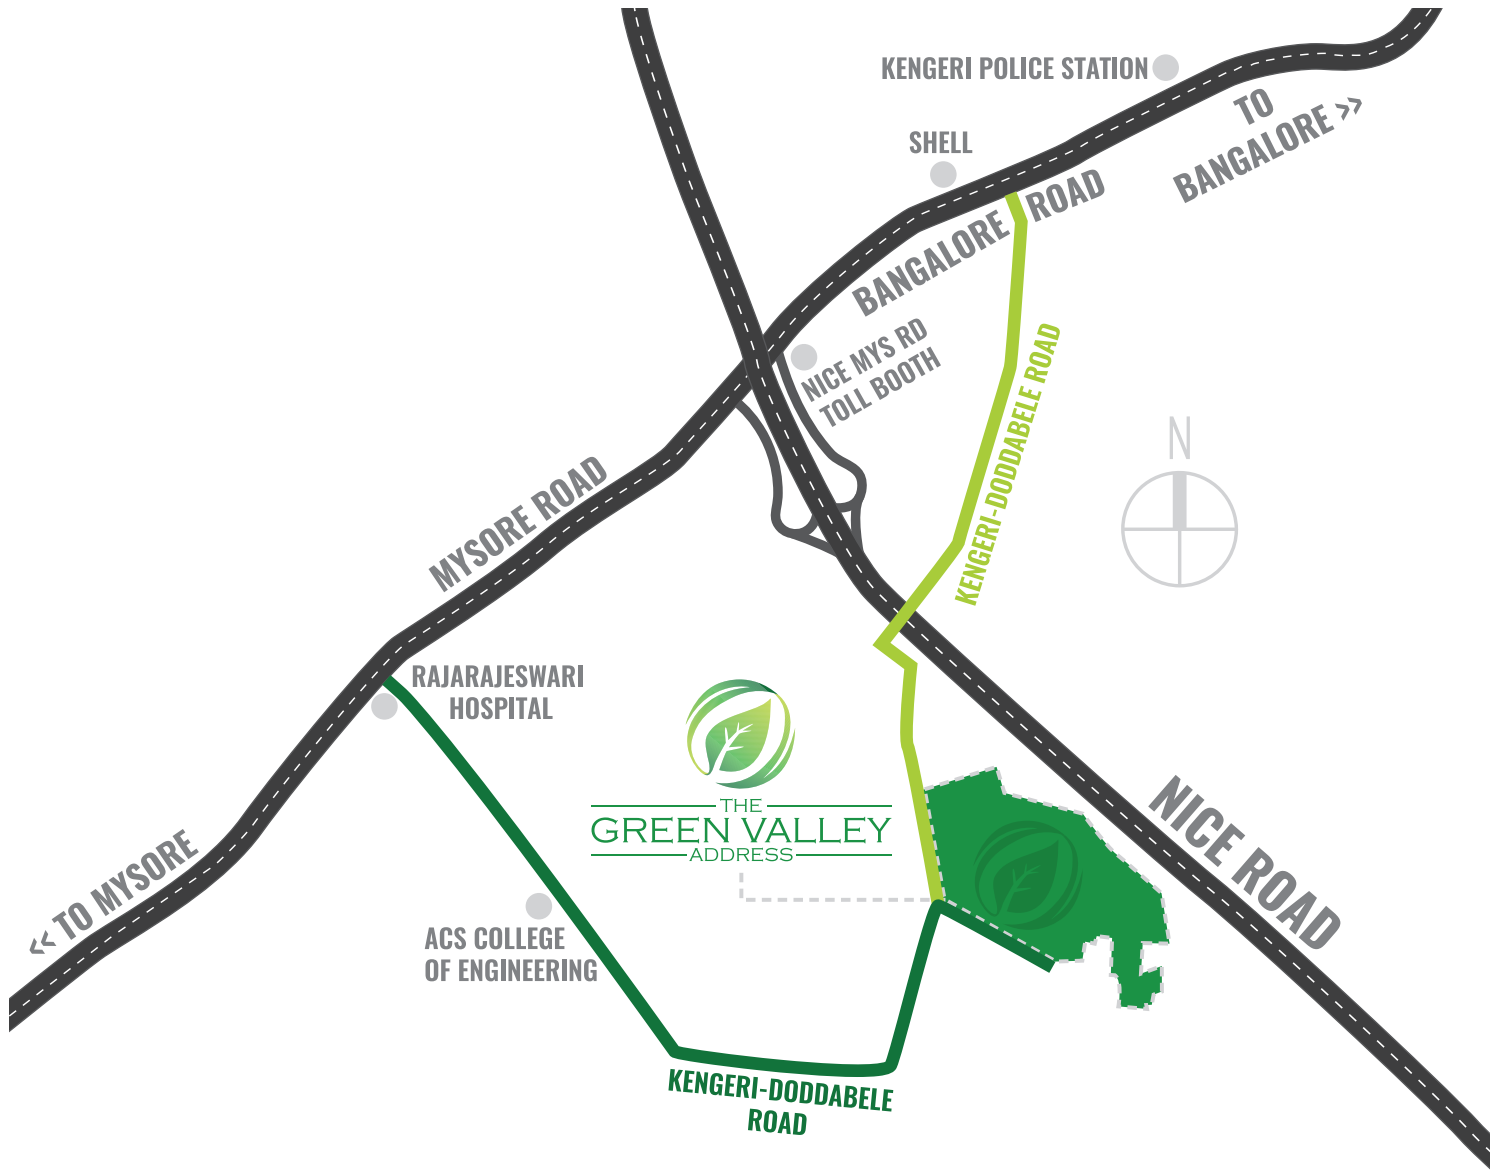 KENGERI POLICE STATION
TO
BANGALORE >>
SHELL
BANGALORE ROAD
NICE MYS RD
TOLL BOOTH
KENGERI-DODDABELE ROAD
N
MYSORE ROAD
RAJARAJESWARI
HOSPITAL
THE
GREEN VALLEY
ADDRESS
NICE ROAD
<< TO MYSORE
ACS COLLEGE
OF ENGINEERING
KENGERI-DODDABELE
ROAD